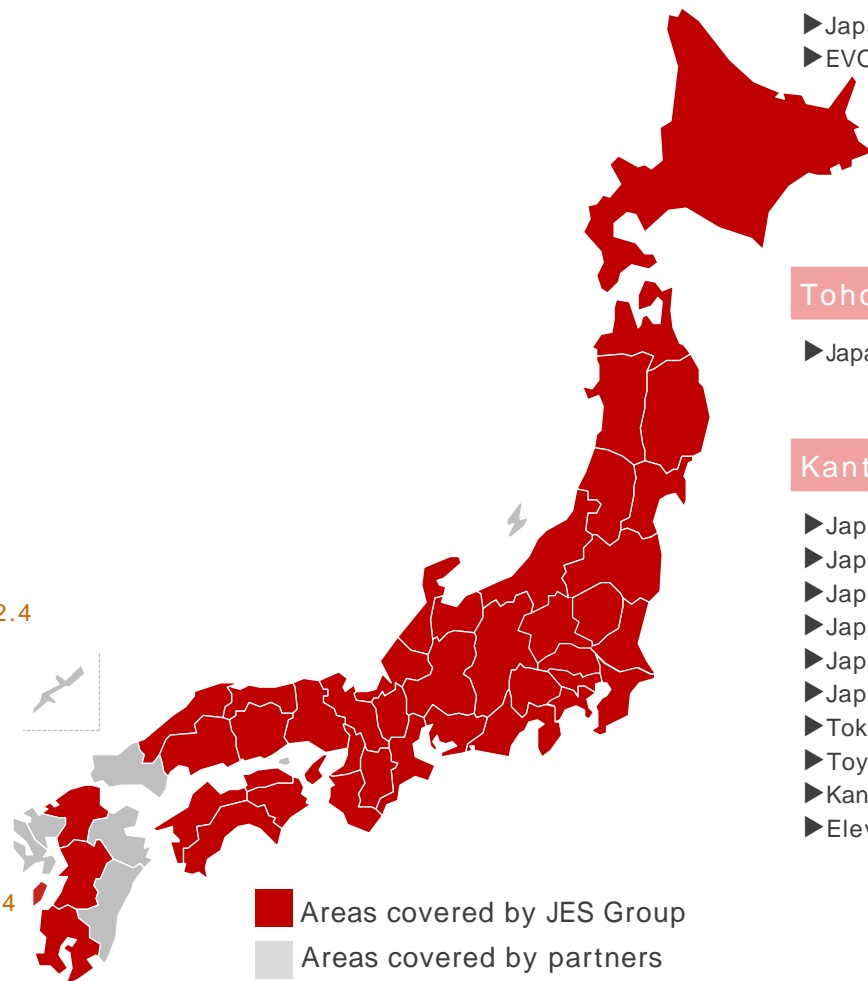 ▶Jap
▶EVO
Toho
▶Japa
Kant
▶Jap
▶Jap
▶Jap
▶Jap
▶Jap
▶Jap
▶Tok
▶Toy
▶Kan
▶Elev
2.4
4
Areas covered by JES Group
Areas covered by partners